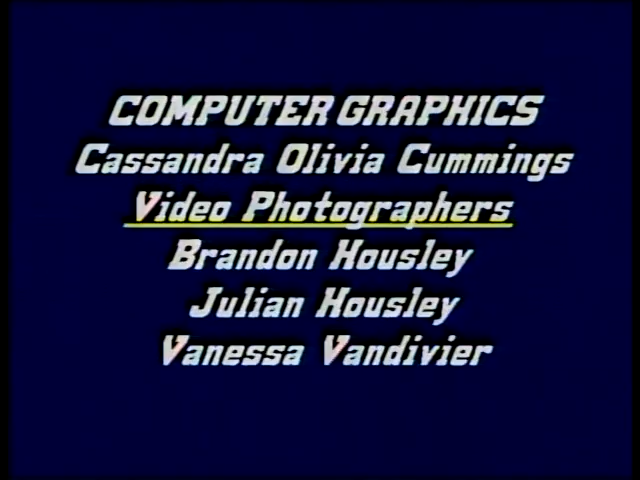 COMPUTER GRAPHICS
Cassandra Olivia Cummings
Video Photographers
Brandon Housley
Julian Housley
Vanessa Vandivier